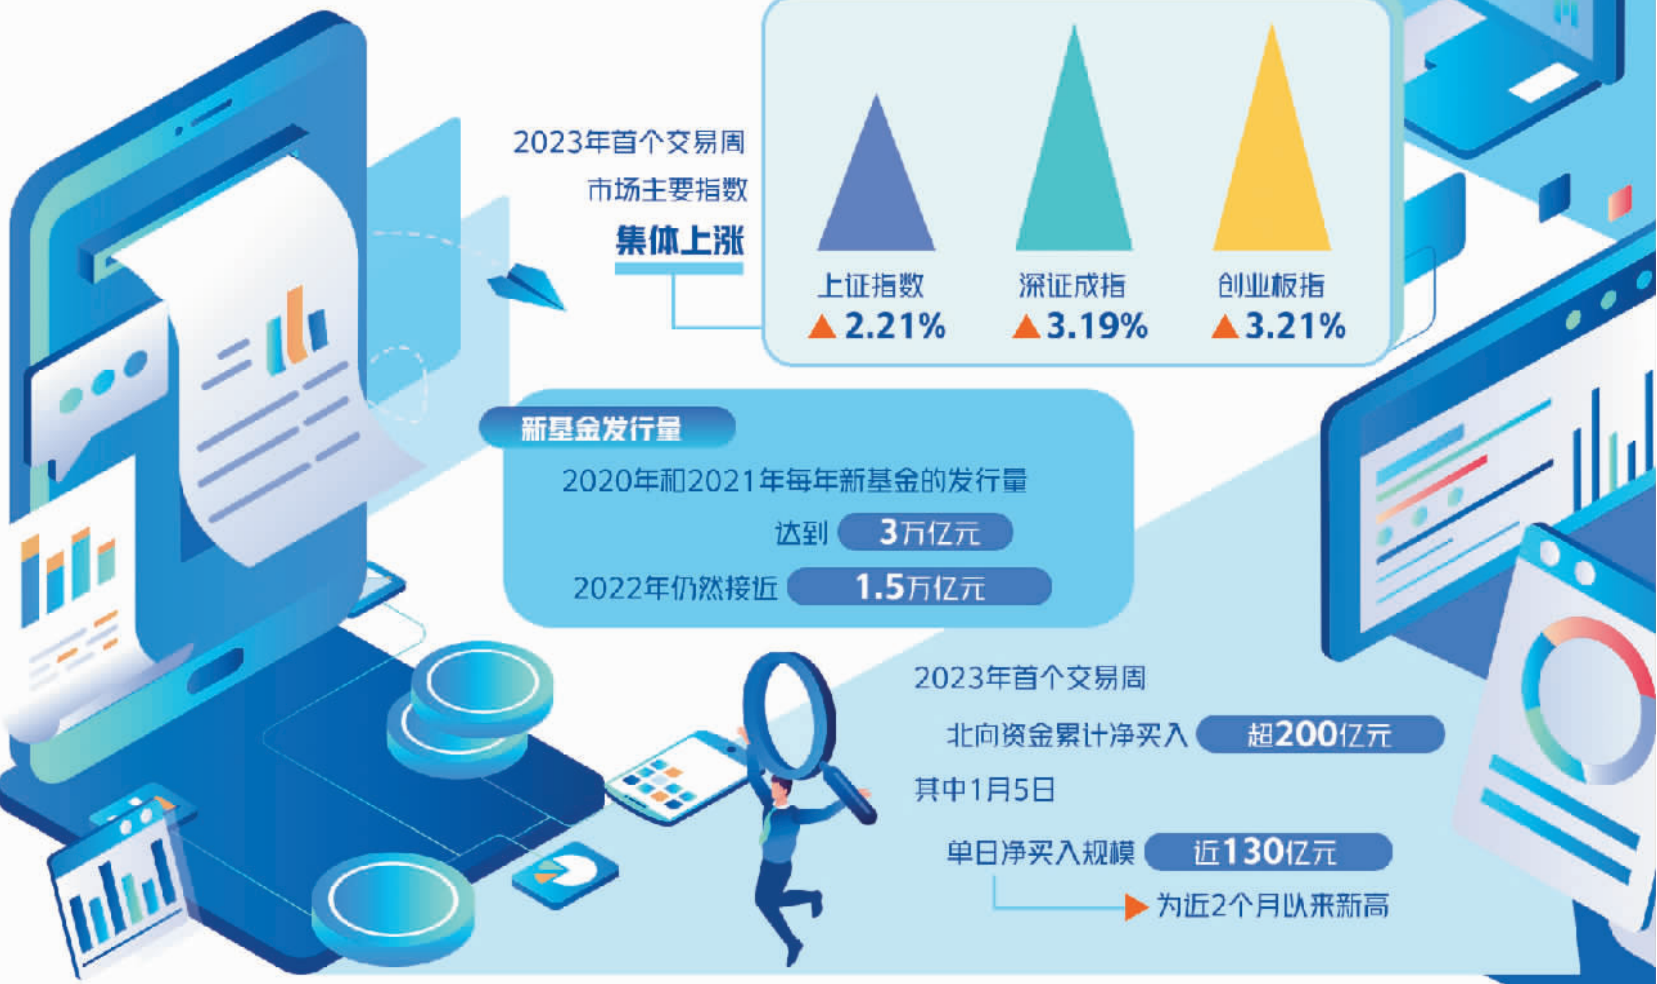 2023年首个交易周
市场主要指数
集体上涨
上证指数
2.21%
深证成指
3.19%
创业板指
3.21%
新基金发行量
2020年和2021年每年新基金的发行量
达到 3万亿元
2022年仍然接近 1.5万亿元
2023年首个交易周
北向资金累计净买入 超200亿元
其中1月5日
单日净买入规模 近130亿元
为近2个月以来新高